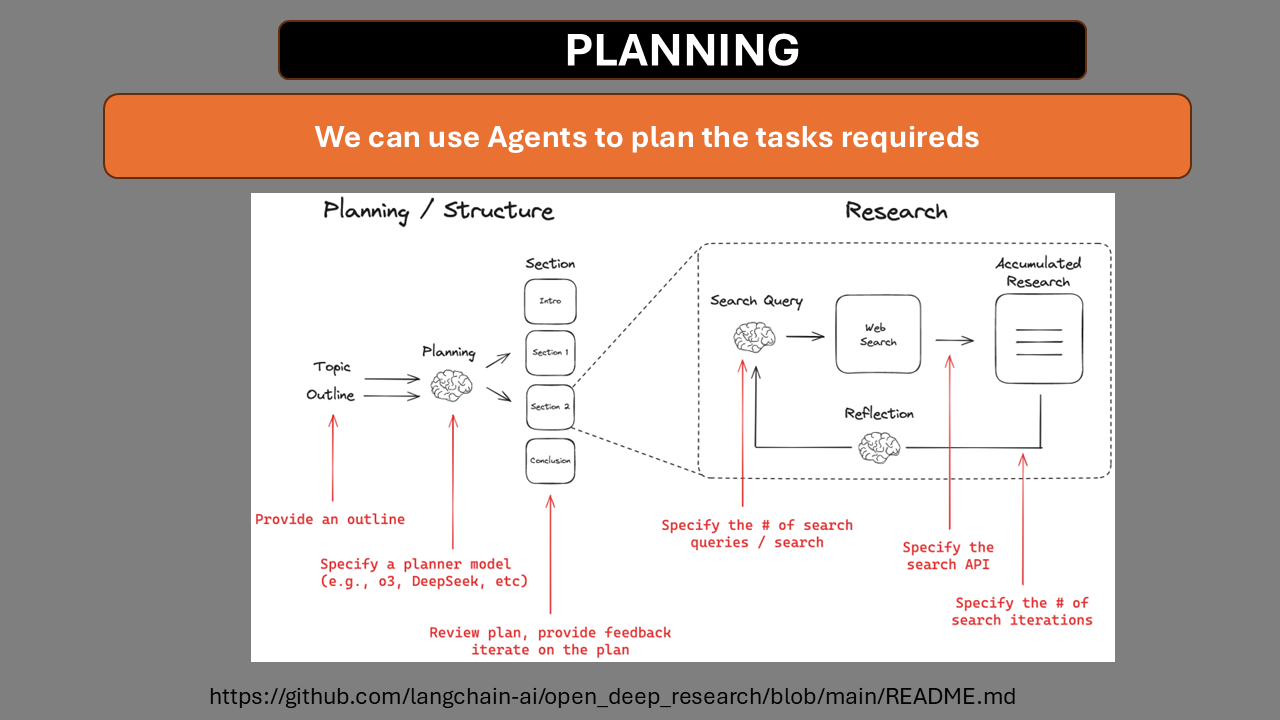 PLANNING
We can use Agents to plan the tasks requireds
Planning / Structure
Research
Section
Intro
Section 1
Section 2
Conclusion
Planning
Topic
Outline
Provide an outline
Specify a planner model
(e.g., o3, DeepSeek, etc)
Review plan, provide feedback
iterate on the plan
Search Query
Web
Search
Accumulated
Research
Reflection
Specify the # of search
queries / search
Specify the
search API
Specify the # of
search iterations
https://github.com/langchain-ai/open_deep_research/blob/main/README.md